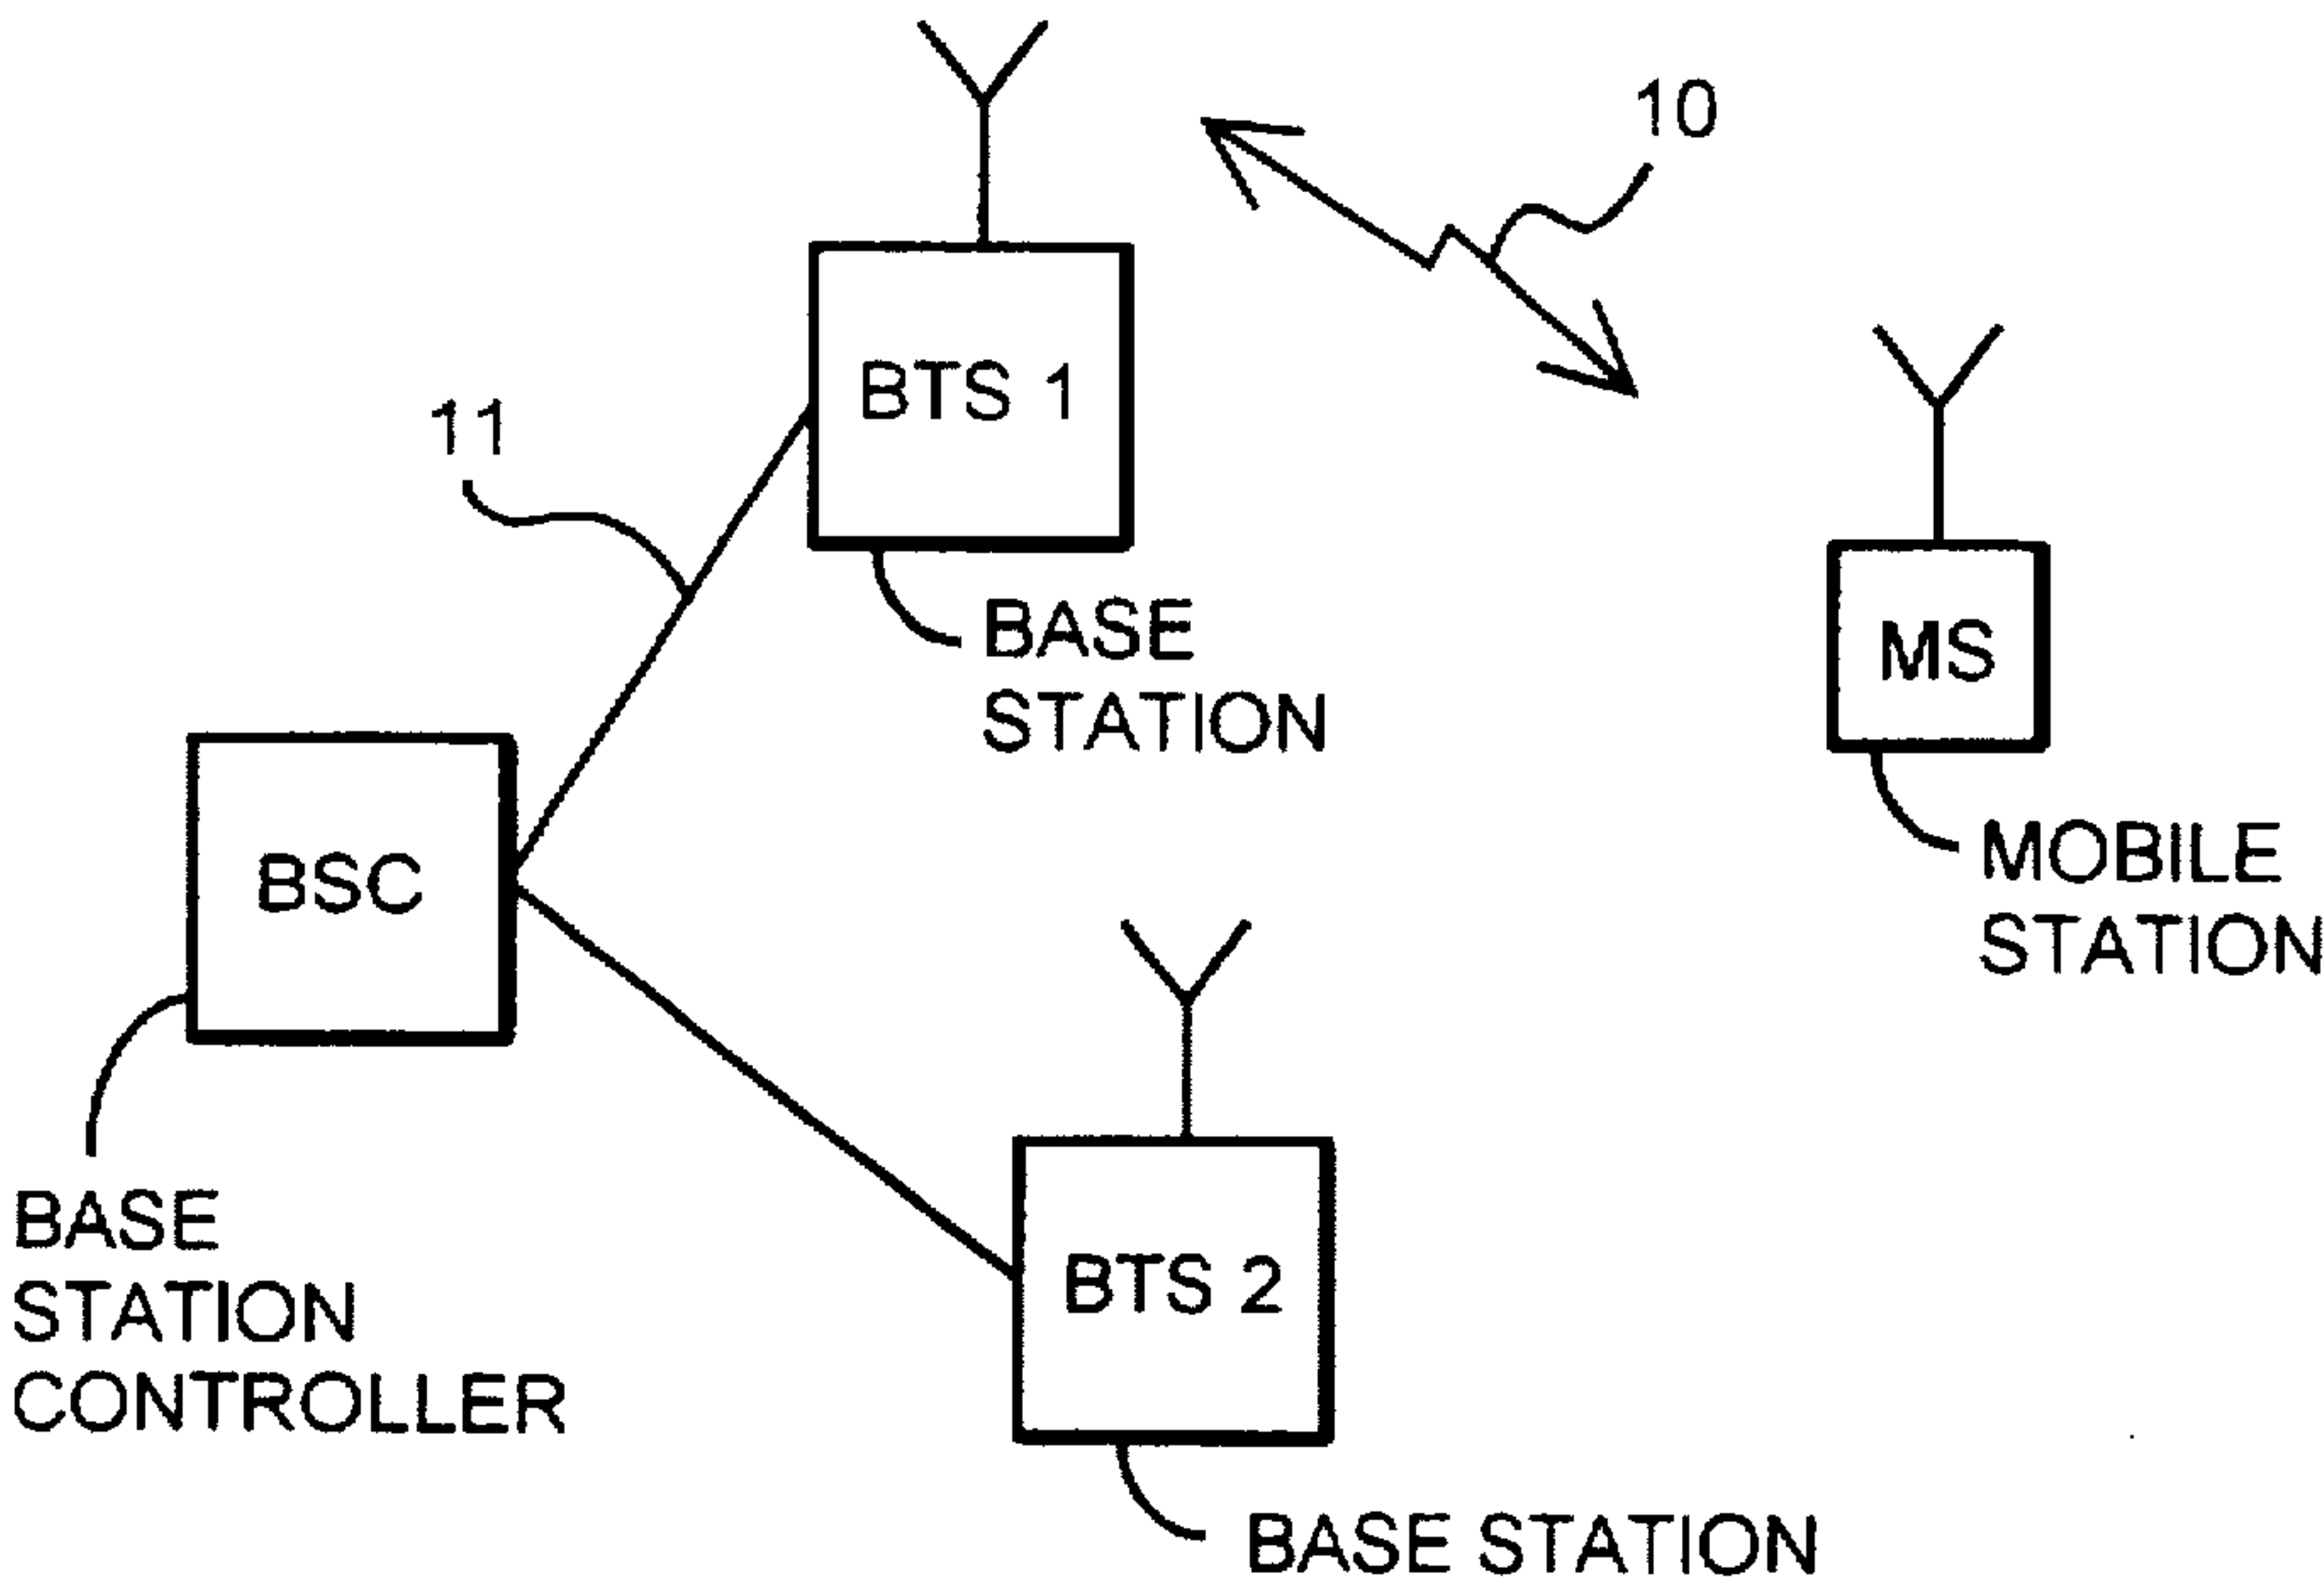 10
BTS 1
11
BASE
STATION
MS
BSC
MOBILE
STATION
BASE
STATION
CONTROLLER
BTS 2
BASE STATION